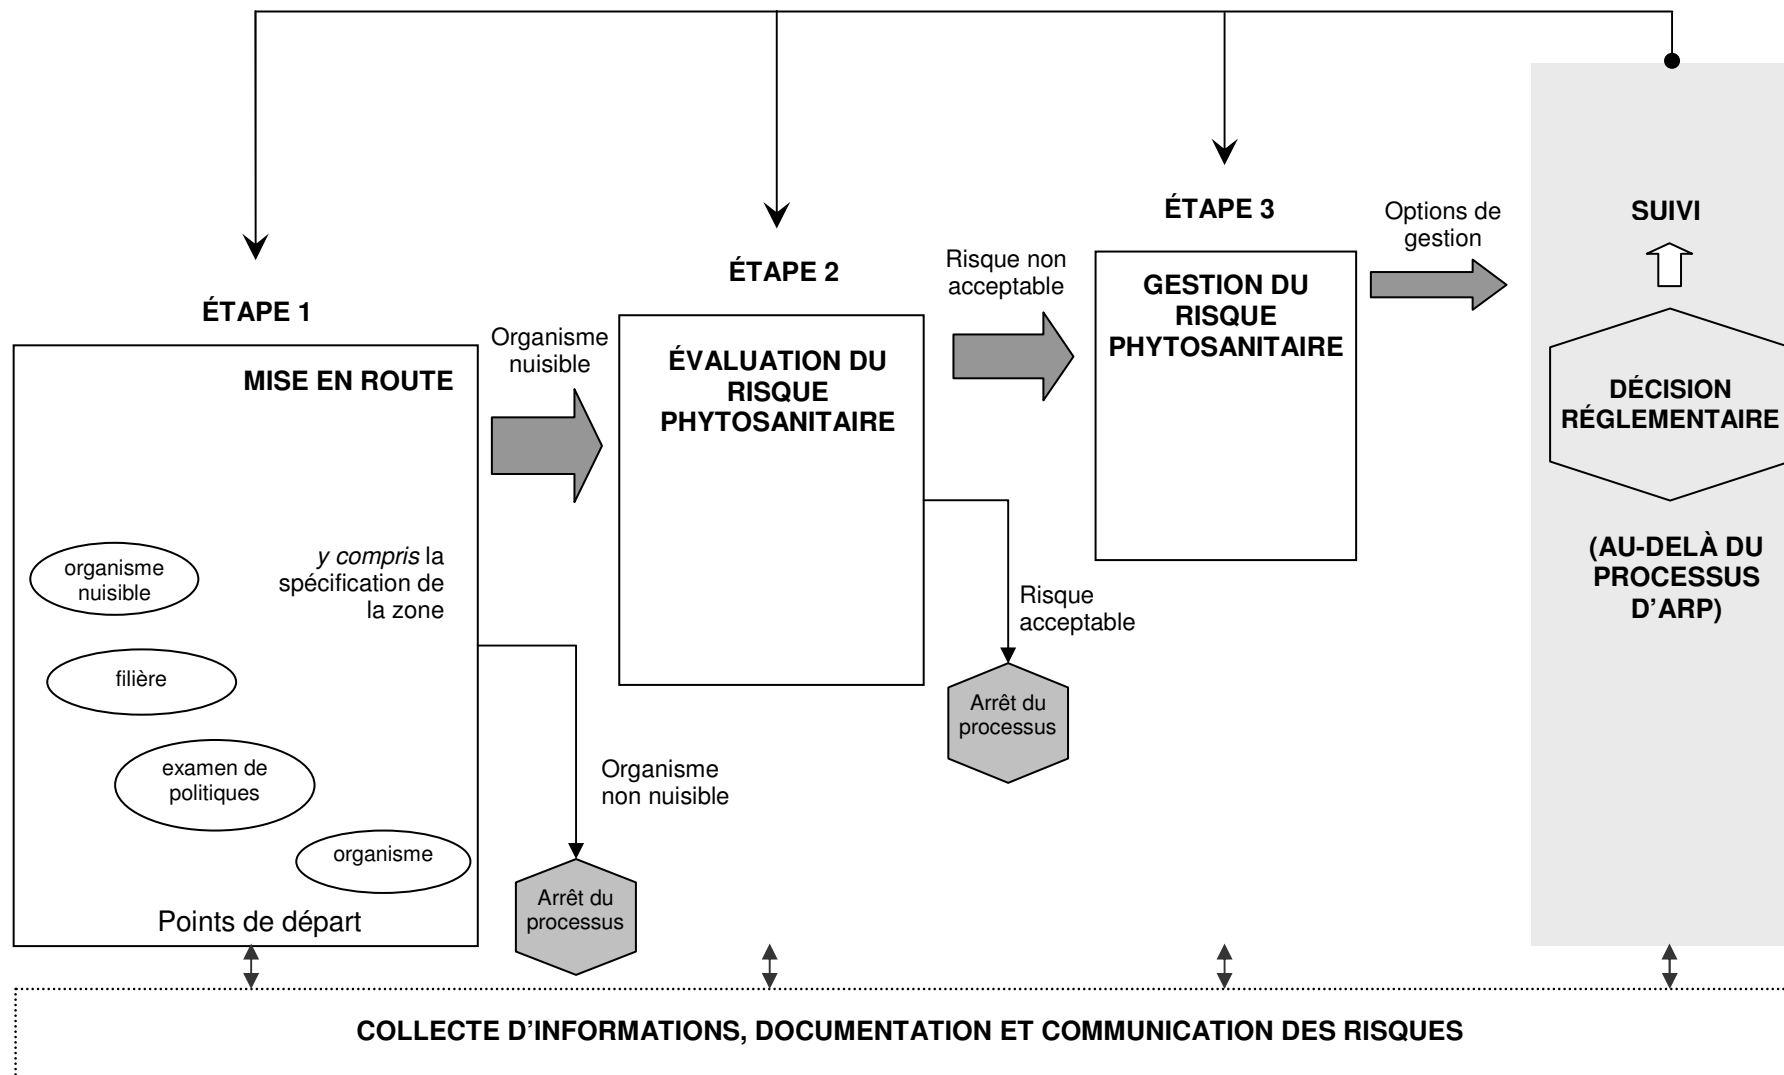 ÉTAPE 1
MISE EN ROUTE
y compris la
spécification de
la zone
organisme
nuisible
filière
examen de
politiques
organisme
Points de départ
Organisme
nuisible
Organisme
non nuisible
Arrêt du
processus
ÉTAPE 2
ÉVALUATION DU
RISQUE
PHYTOSANITAIRE
Risque non
acceptable
Risque
acceptable
Arrêt du
processus
ÉTAPE 3
GESTION DU
RISQUE
PHYTOSANITAIRE
Options de
gestion
SUIVI
DÉCISION
RÉGLEMENTAIRE
(AU-DELÀ DU
PROCESSUS
D’ARP)
COLLECTE D’INFORMATIONS, DOCUMENTATION ET COMMUNICATION DES RISQUES